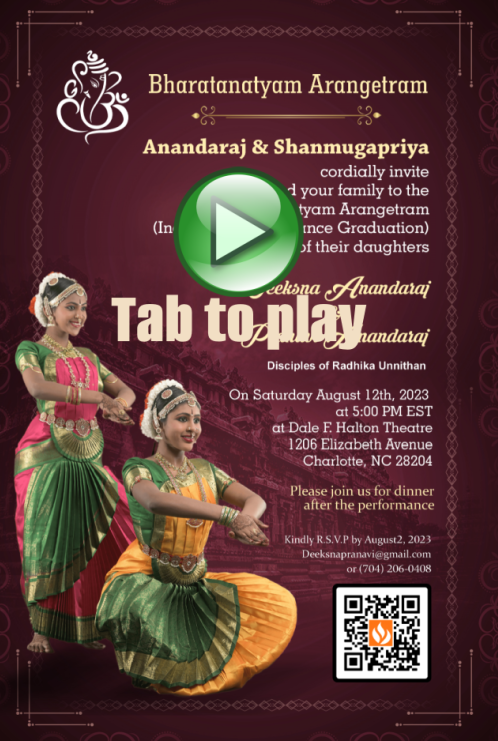 Bharatanatyam Arangetram
Anandaraj & Shanmugapriya
cordially invite
your family to the
Arangetram
Graduation)
of their daughters
Anandaraj
Tab to play
Anandaraj
Disciples of Radhika Unnithan
On Saturday August 12th, 2023
at 5:00 PM EST
at Dale F. Halton Theatre
1206 Elizabeth Avenue
Charlotte, NC 28204
Please join us for dinner
after the performance
Kindly R.S.V.P by August2, 2023
Deeksnapranavi@gmail.com
or (704) 206-0408